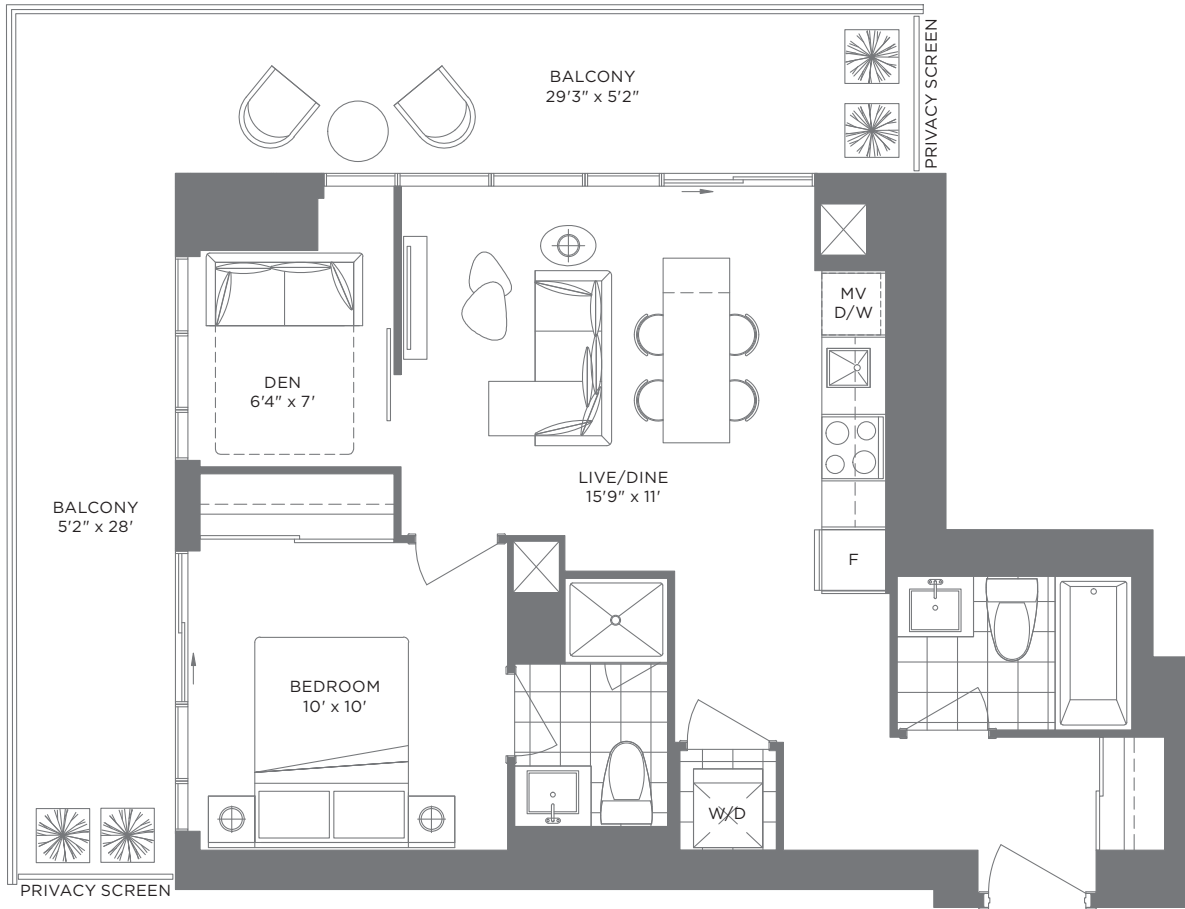 BALCONY
29'3" x 5'2"
PRIVACY SCREEN
MV
D/W
DEN
6'4" x 7'
LIVE/DINE
15'9" x 11'
BALCONY
5'2" x 28'
F
BEDROOM
10' x 10'
W/D
PRIVACY SCREEN